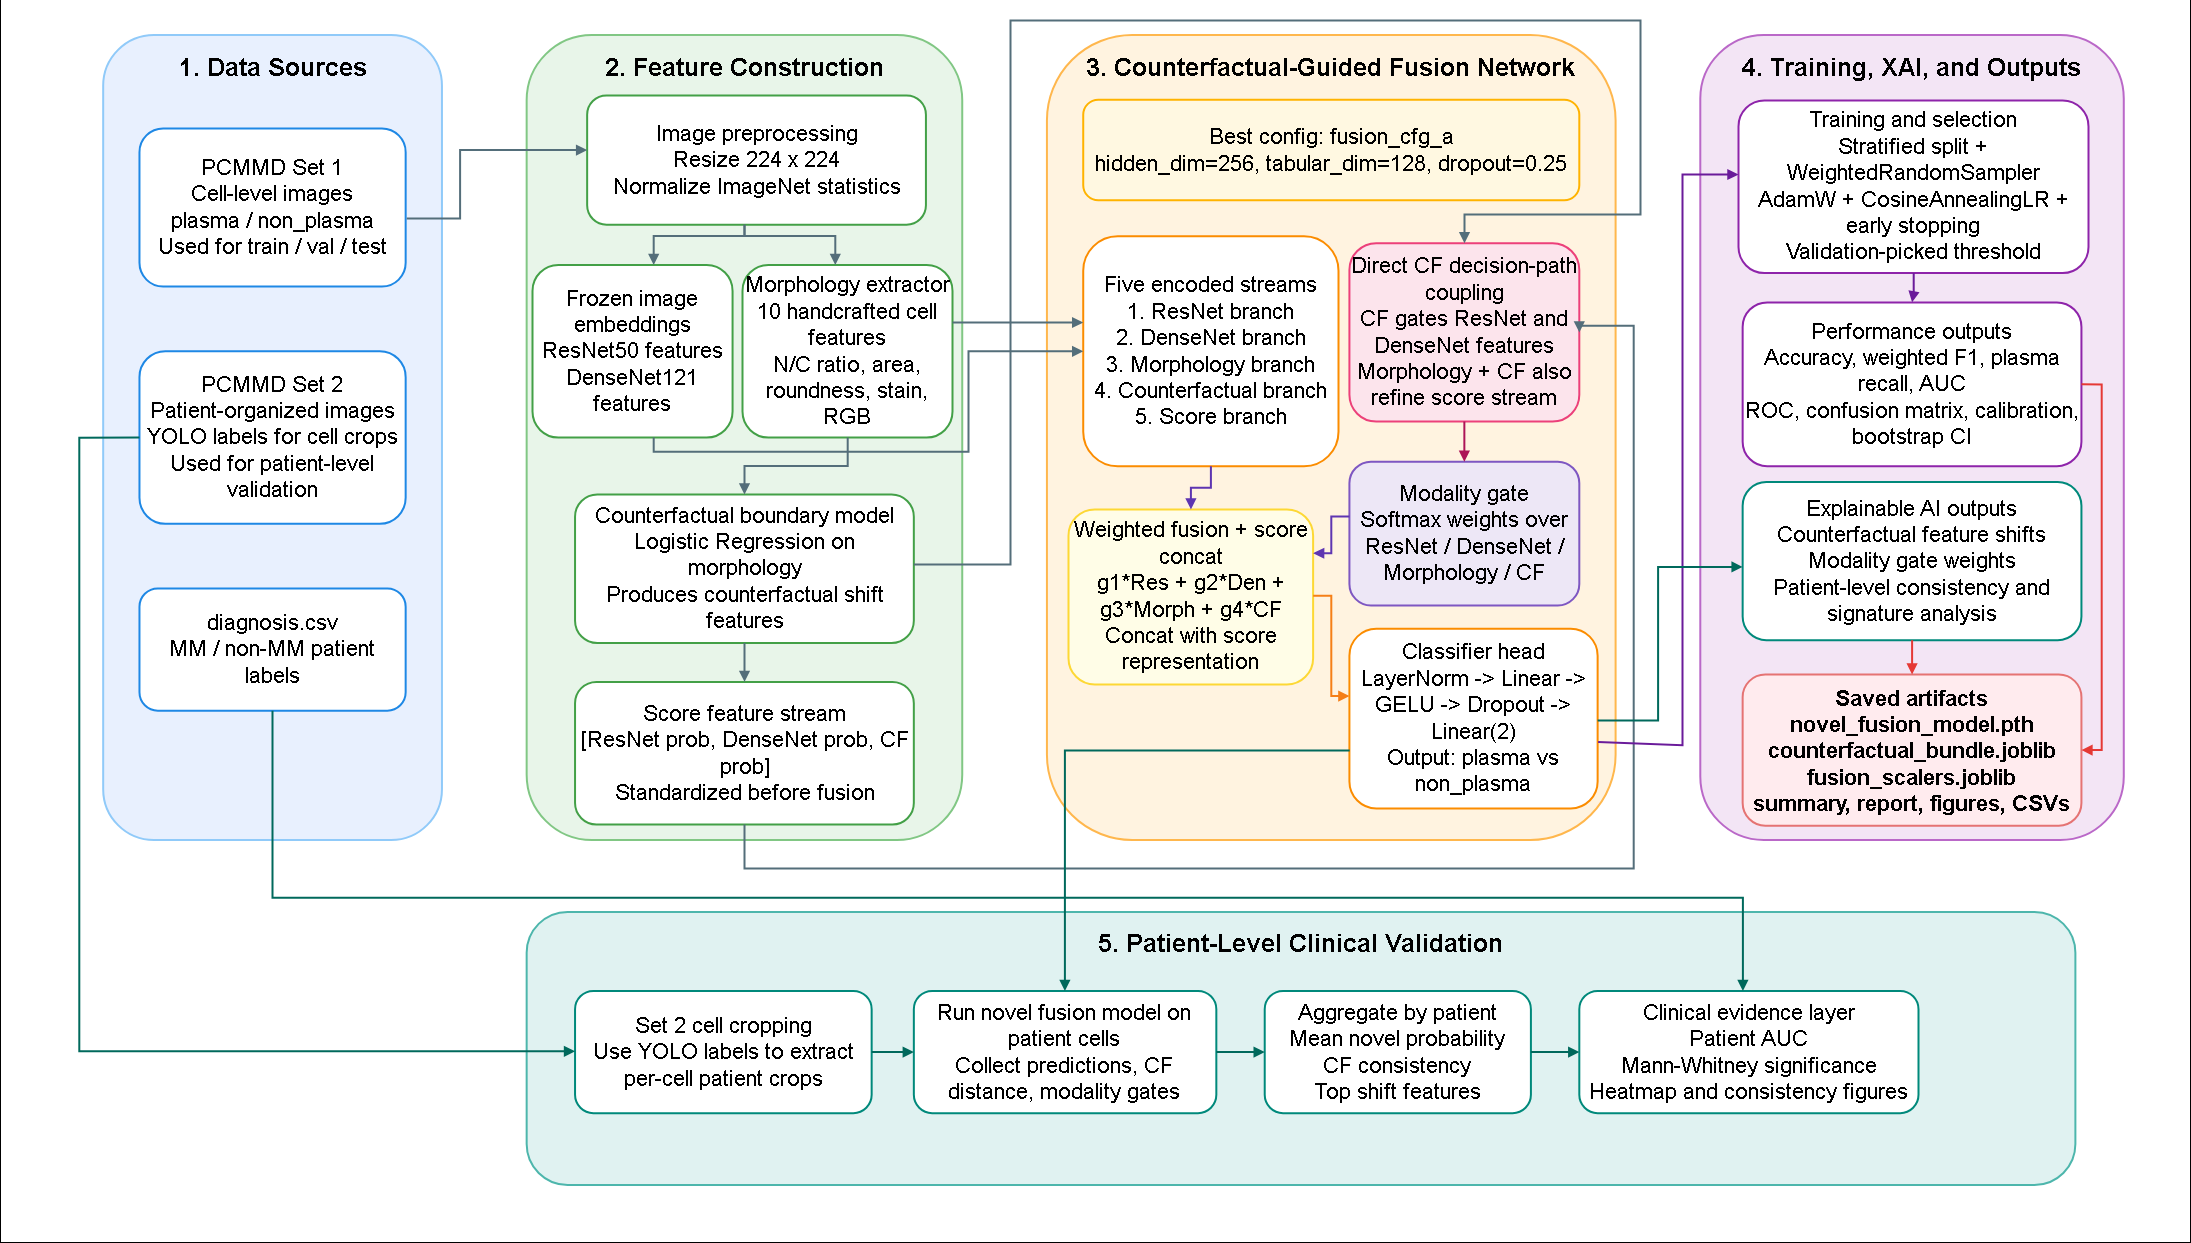 1. Data Sources
PCMMD Set 1
Cell-level images
plasma / non_plasma
Used for train / val / test
PCMMD Set 2
Patient-organized images
YOLO labels for cell crops
Used for patient-level
validation
diagnosis.csv
MM / non-MM patient
labels
2. Feature Construction
Image preprocessing
Resize 224 x 224
Normalize ImageNet statistics
Frozen image
embeddings
ResNet50 features
DenseNet121
features
Morphology extractor
10 handcrafted cell
features
N/C ratio, area,
roundness, stain,
RGB
Counterfactual boundary model
Logistic Regression on
morphology
Produces counterfactual shift
features
Score feature stream
[ResNet prob, DenseNet prob, CF
prob]
Standardized before fusion
3. Counterfactual-Guided Fusion Network
Best config: fusion_cfg_a
hidden_dim=256, tabular_dim=128, dropout=0.25
Five encoded streams
1. ResNet branch
2. DenseNet branch
3. Morphology branch
4. Counterfactual branch
5. Score branch
Direct CF decision-path
coupling
CF gates ResNet and
DenseNet features
Morphology + CF also
refine score stream
Modality gate
Softmax weights over
ResNet / DenseNet /
Morphology / CF
Weighted fusion + score
concat
g1*Res + g2*Den +
g3*Morph + g4*CF
Concat with score
representation
Classifier head
LayerNorm -> Linear ->
GELU -> Dropout ->
Linear(2)
Output: plasma vs
non_plasma
4. Training, XAI, and Outputs
Training and selection
Stratified split +
WeightedRandomSampler
AdamW + CosineAnnealingLR +
early stopping
Validation-picked threshold
Performance outputs
Accuracy, weighted F1, plasma
recall, AUC
ROC, confusion matrix, calibration,
bootstrap CI
Explainable AI outputs
Counterfactual feature shifts
Modality gate weights
Patient-level consistency and
signature analysis
Saved artifacts
novel_fusion_model.pth
counterfactual_bundle.joblib
fusion_scalers.joblib
summary, report, figures, CSVs
5. Patient-Level Clinical Validation
Set 2 cell cropping
Use YOLO labels to extract
per-cell patient crops
Run novel fusion model on
patient cells
Collect predictions, CF
distance, modality gates
Aggregate by patient
Mean novel probability
CF consistency
Top shift features
Clinical evidence layer
Patient AUC
Mann-Whitney significance
Heatmap and consistency figures